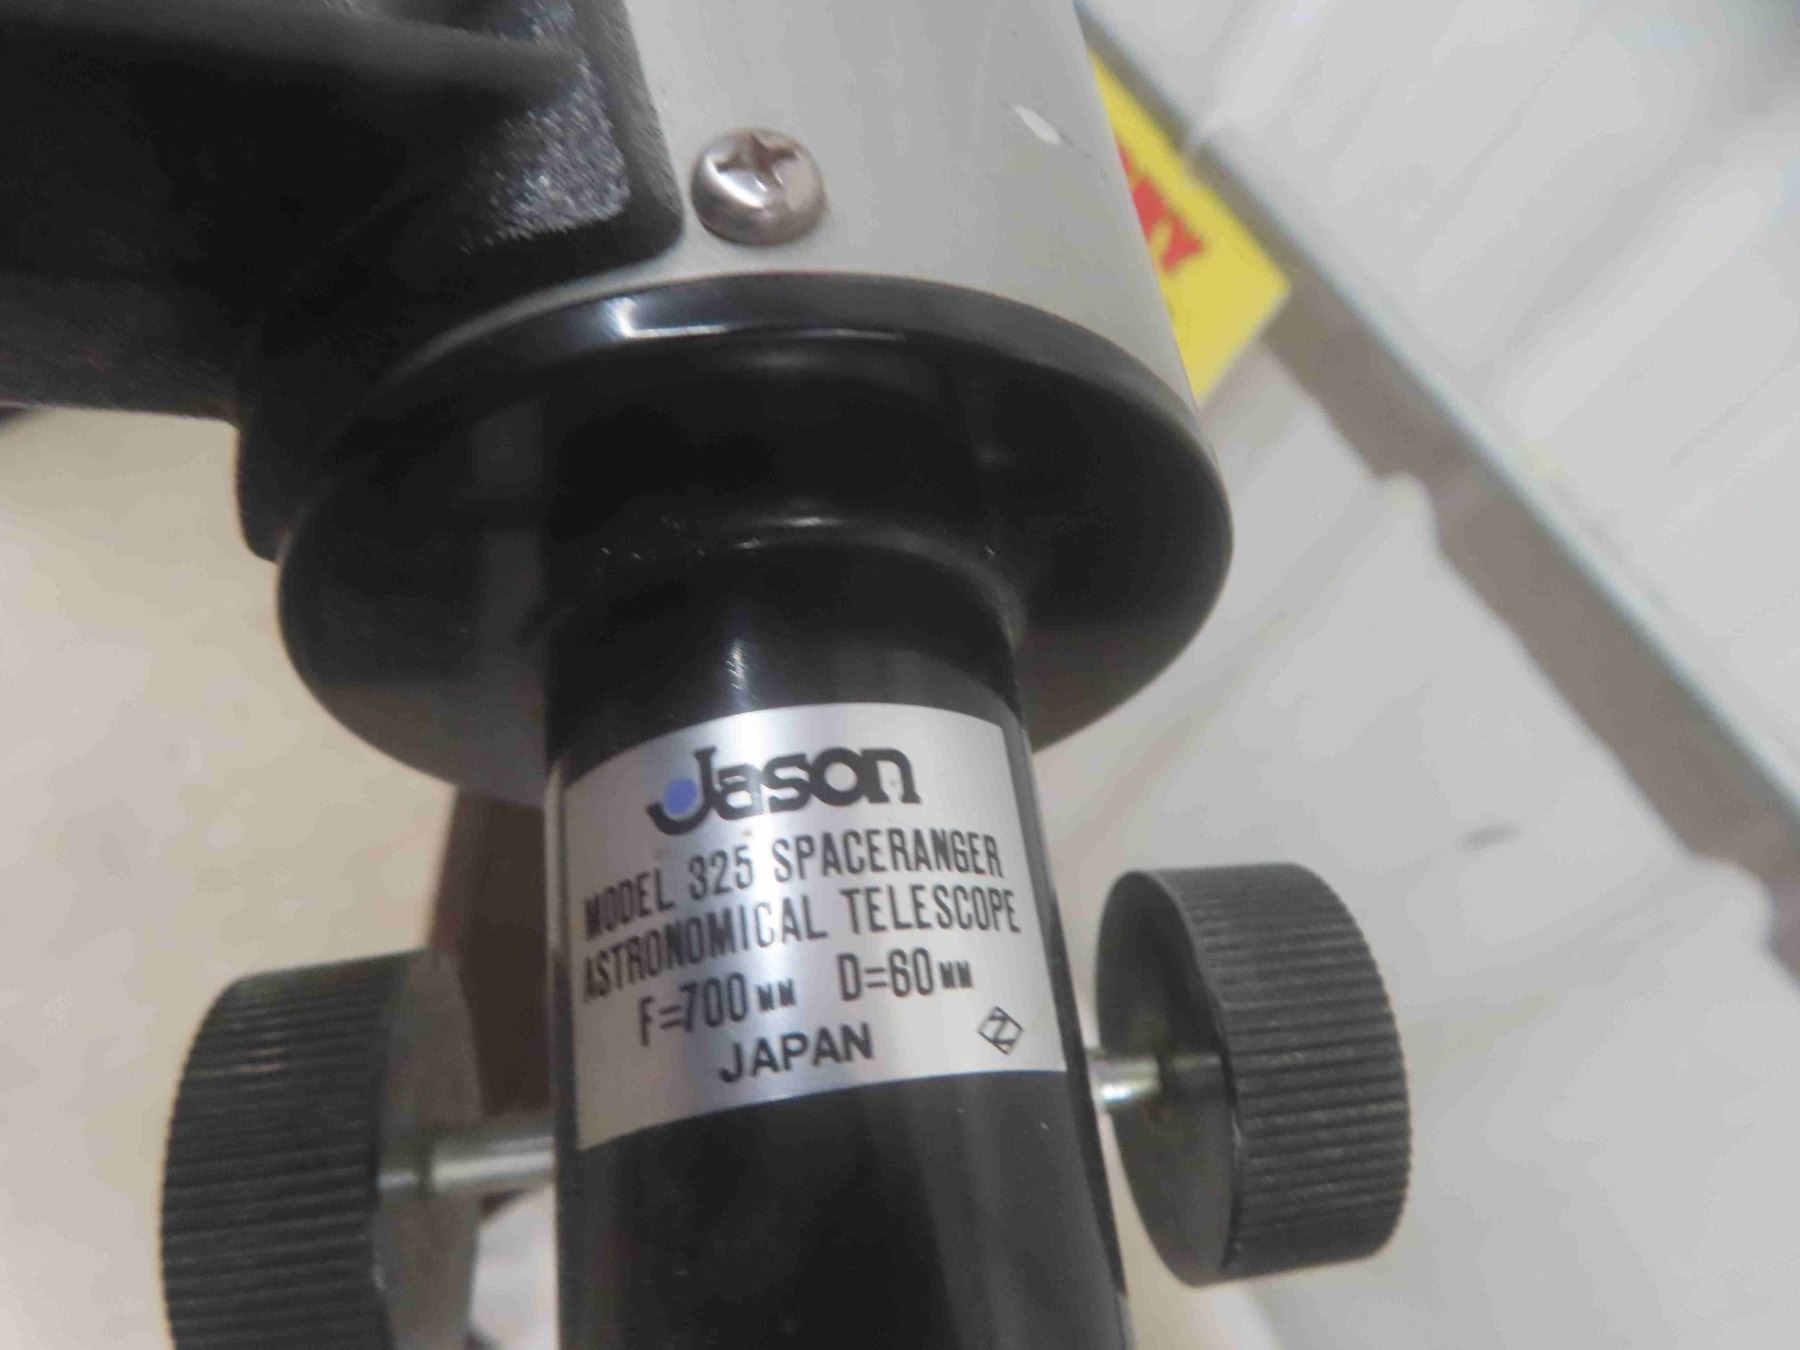 Jason
MODEL 325 SPACERANGER
ASTRONOMICAL TELESCOPE
F=700mm D=60mm
JAPAN